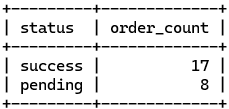 +---------+-------------+
| status  | order_count |
+---------+-------------+
| success |          17 |
| pending |           8 |
+---------+-------------+